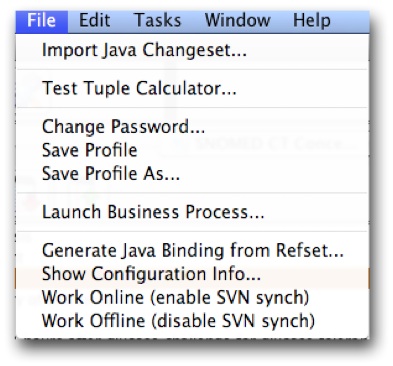 File Edit Tasks Window Help
Import Java Changeset...
Test Tuple Calculator...
Change Password...
Save Profile
Save Profile As...
Launch Business Process...
Generate Java Binding from Refset...
Show Configuration Info...
Work Online (enable SVN synch)
Work Offline (disable SVN synch)